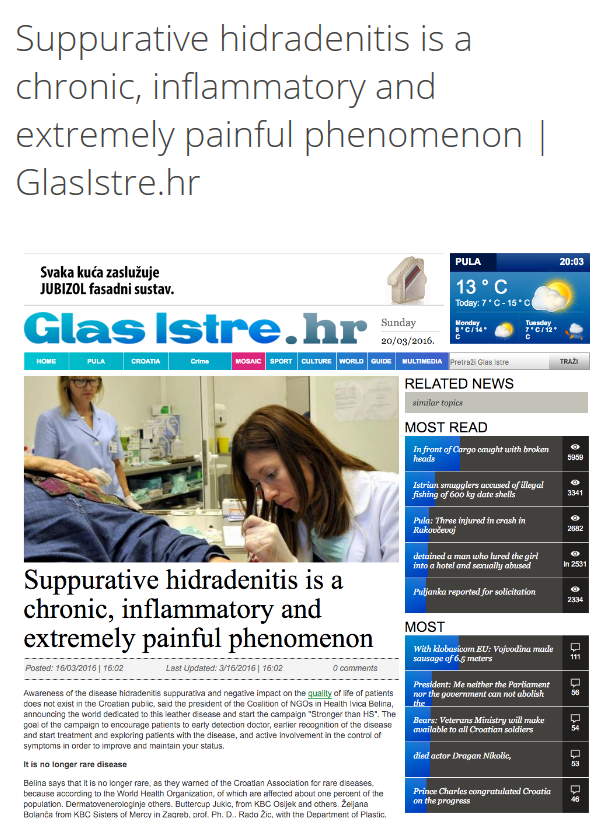 Suppurative hidradenitis is a
chronic, inflammatory and
extremely painful phenomenon |
GlasIstre.hr
Svaka kuća zaslužuje
JUBIZOL fasadni sustav.
PULA 20:03
13 ° C
Today: 7 ° C - 15 ° C
Monday
8 ° C / 14 °
C
Tuesday
7 ° C / 12 °
C
Glas Istre.hr
Sunday
20/03/2016.
HOME PULA CROATIA Crime MOSAIC SPORT CULTURE WORLD GUIDE MULTIMEDIA Pretraži Glas Istre TRAŽI
Suppurative hidradenitis is a
chronic, inflammatory and
extremely painful phenomenon
Posted: 16/03/2016 | 16:02 Last Updated: 3/16/2016 | 16:02 0 comments
Awareness of the disease hidradenitis suppurativa and negative impact on the quality of life of patients
does not exist in the Croatian public, said the president of the Coalition of NGOs in Health Ivica Belina,
announcing the world dedicated to this leather disease and start the campaign "Stronger than HS". The
goal of the campaign to encourage patients to early detection doctor, earlier recognition of the disease
and start treatment and exploring patients with the disease, and active involvement in the control of
symptoms in order to improve and maintain your status.
It is no longer rare disease
Belina says that it is no longer rare, as they warned of the Croatian Association for rare diseases,
because according to the World Health Organization, of which are affected about one percent of the
population. Dermatovenerologinje others. Buttercup Jukic, from KBC Osijek and others. Željana
Bolanča from KBC Sisters of Mercy in Zagreb, prof. Ph. D., Rado Žic, with the Department of Plastic,
RELATED NEWS
similar topics
MOST READ
In front of Cargo caught with broken
heads
5959
Istrian smugglers accused of illegal
fishing of 600 kg date shells
3341
Pula: Three injured in crash in
Rakovčevoj
2682
detained a man who lured the girl
into a hotel and sexually abused
in 2531
Puljanka reported for solicitation
2334
MOST
With klobasicom EU: Vojvodina made
sausage of 6.5 meters
111
President: Me neither the Parliament
nor the government can not abolish
the
56
Bears: Veterans Ministry will make
available to all Croatian soldiers
54
died actor Dragan Nikolic,
53
Prince Charles congratulated Croatia
on the progress
46